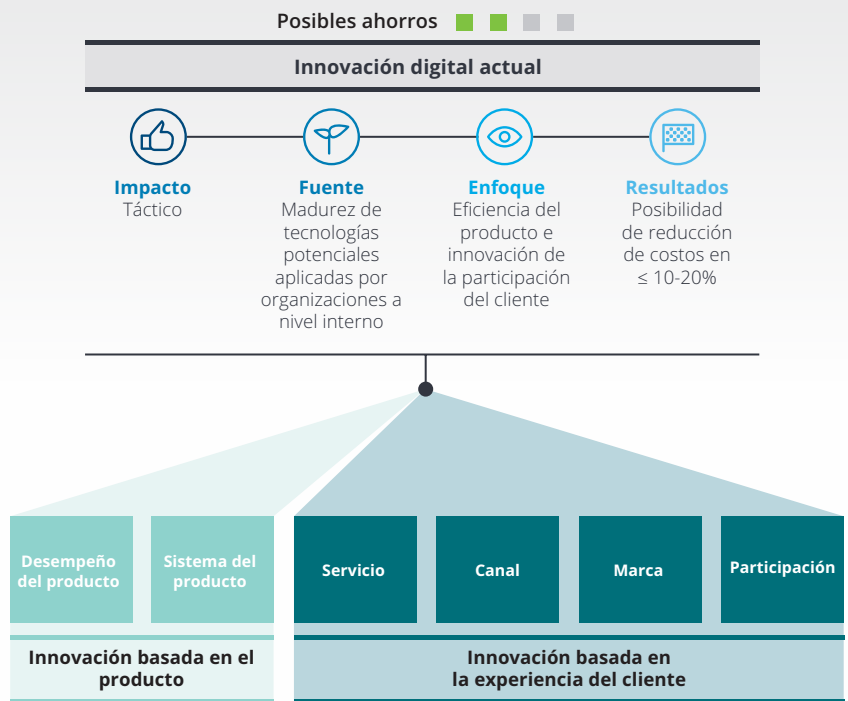 Posibles ahorros
Innovación digital actual
Impacto
Táctico
Fuente
Madurez de
tecnologías
potenciales
aplicadas por
organizaciones a
nivel interno
Enfoque
Eficiencia del
producto e
innovación de
la participación
del cliente
Resultados
Posibilidad
de reducción
de costos en
≤ 10-20%
Desempeño
del producto
Sistema del
producto
Servicio
Canal
Marca
Participación
Innovación basada en el
producto
Innovación basada en
la experiencia del cliente